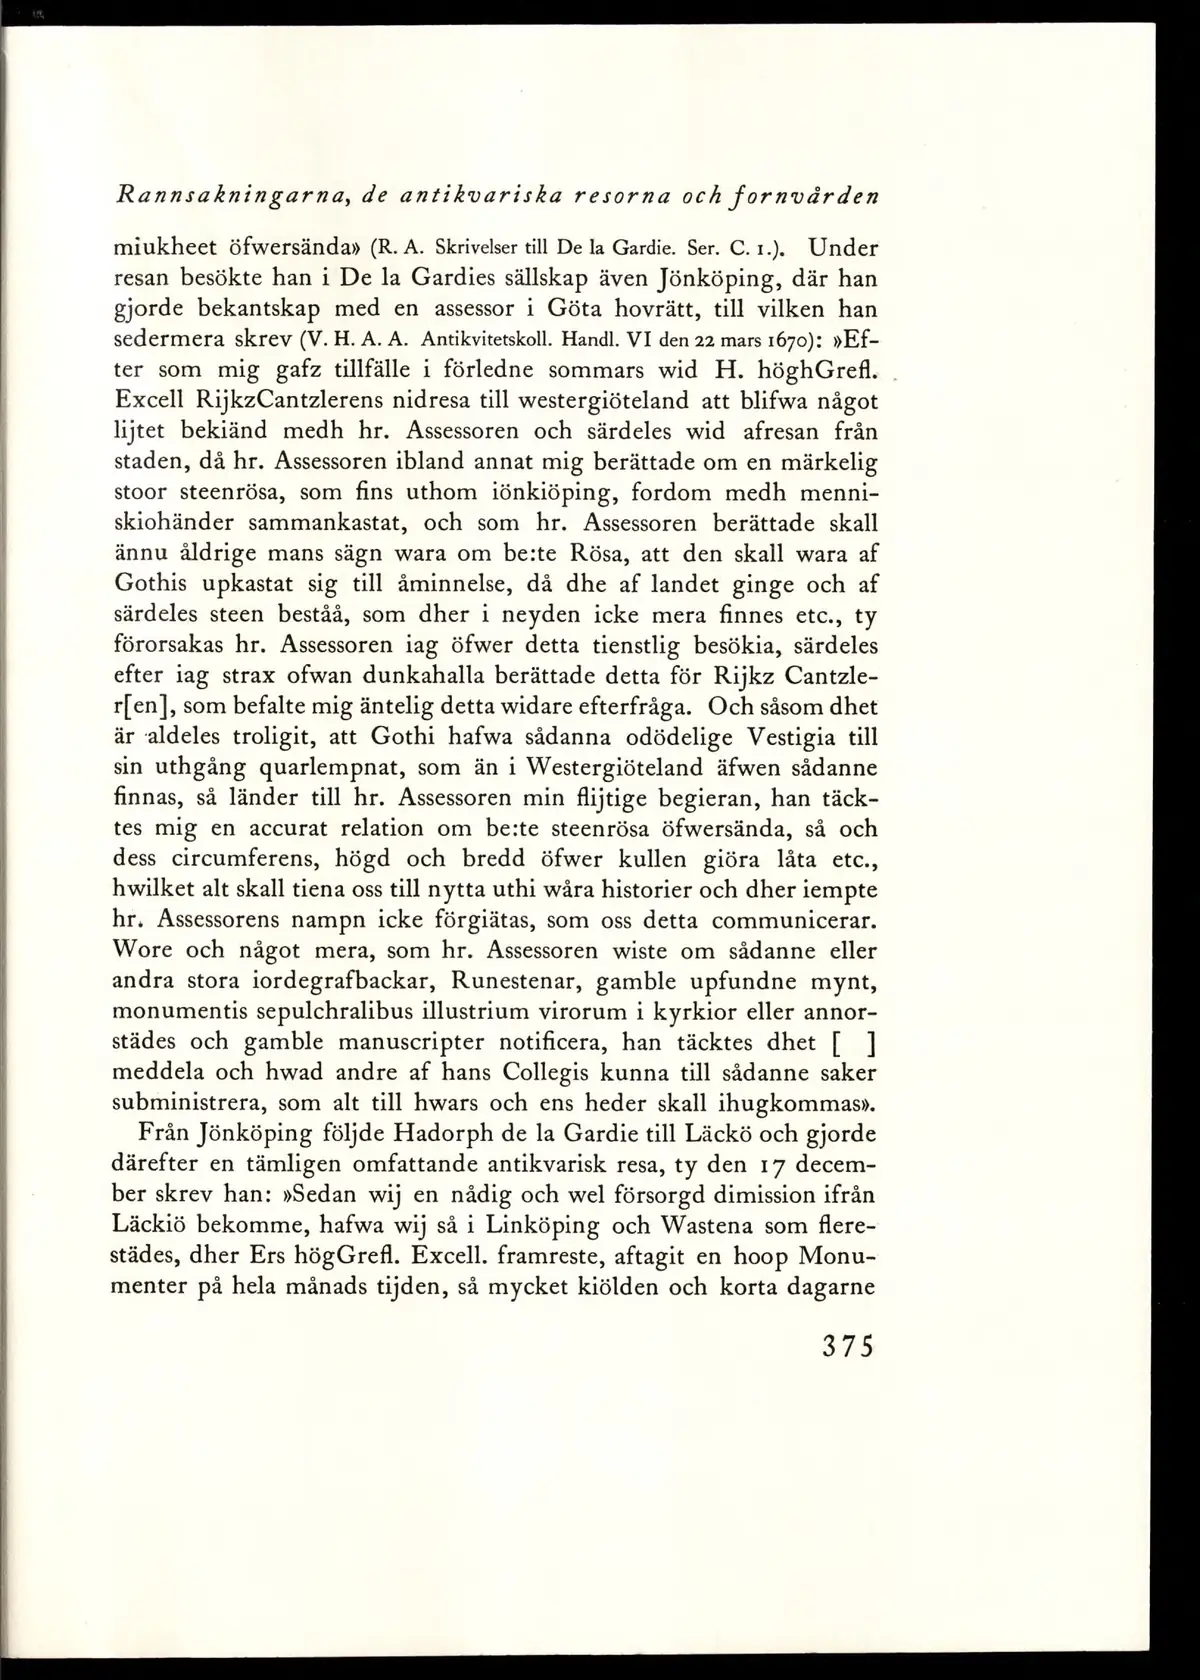 Rannsakningarna, de antikvariska resorna och fornvården
miukheet öfwersända» (R. A. Skrivelser till De la Gardie. Ser. C. 1.). Under
resan besökte han i De la Gardies sällskap även Jönköping, där han
gjorde bekantskap med en assessor i Göta hovrätt, till vilken han
sedermera skrev (V. H. A. A. Antikvitetskoll. Handl. VI den 22 mars 1670): »Ef-
ter som mig gafz tillfälle i förledne sommars wid H. höghGrefl.
Excell RijkzCantzlerens nidresa till westergiöteland att blifwa något
lijtet bekiänd medh hr. Assessoren och särdeles wid afresan från
staden, då hr. Assessoren ibland annat mig berättade om en märkelig
stoor steenrösa, som fins uthom iönkiöping, fordom medh menni-
skiohänder sammankastat, och som hr. Assessoren berättade skall
ännu åldrige mans sägn wara om be:te Rösa, att den skall wara af
Gothis upkastat sig till åminnelse, då dhe af landet ginge och af
särdeles steen beståå, som dher i neyden icke mera finnes etc., ty
förorsakas hr. Assessoren iag öfwer detta tienstlig besökia, särdeles
efter iag strax ofwan dunkahalla berättade detta för Rijkz Cantzle-
r[en], som befalte mig äntelig detta widare efterfråga. Och såsom dhet
är aldeles troligit, att Gothi hafwa sådanna odödelige Vestigia till
sin uthgång quarlempnat, som än i Westergiöteland äfwen sådanne
finnas, så länder till hr. Assessoren min flijtige begieran, han täck-
tes mig en accurat relation om be:te steenrösa öfwersända, så och
dess circumferens, högd och bredd öfwer kullen giöra låta etc.,
hwilket alt skall tiena oss till nytta uthi wåra historier och dher iempte
hr. Assessorens nampn icke förgiätas, som oss detta communicerar.
Wore och något mera, som hr. Assessoren wiste om sådanne eller
andra stora iordegrafbackar, Runestenar, gamble upfundne mynt,
monumentis sepulchralibus illustrium virorum i kyrkior eller annor-
städes och gamble manuscripter notificera, han täcktes dhet [ ]
meddela och hwad andre af hans Collegis kunna till sådanne saker
subministrera, som alt till hwars och ens heder skall ihugkommas».
Från Jönköping följde Hadorph de la Gardie till Läckö och gjorde
därefter en tämligen omfattande antikvarisk resa, ty den 17 decem-
ber skrev han: »Sedan wij en nådig och wel försorgd dimission ifrån
Läckiö bekomme, hafwa wij så i Linköping och Wastena som flere-
städes, dher Ers högGrefl. Excell. framreste, aftagit en hoop Monu-
menter på hela månads tijden, så mycket kiölden och korta dagarne
375